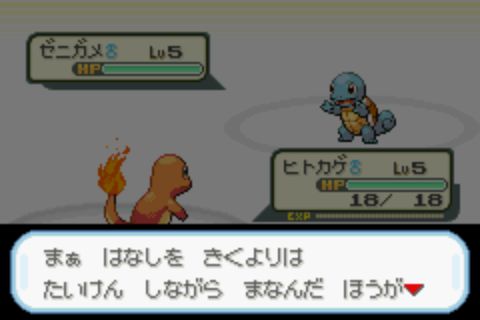 ゼニガメ♂ Lv5
HP
ヒトカゲ♂ Lv5
HP
18/ 18
EXP
まぁ はなしを きくよりは
たいけん しながら まなんだ ほうが